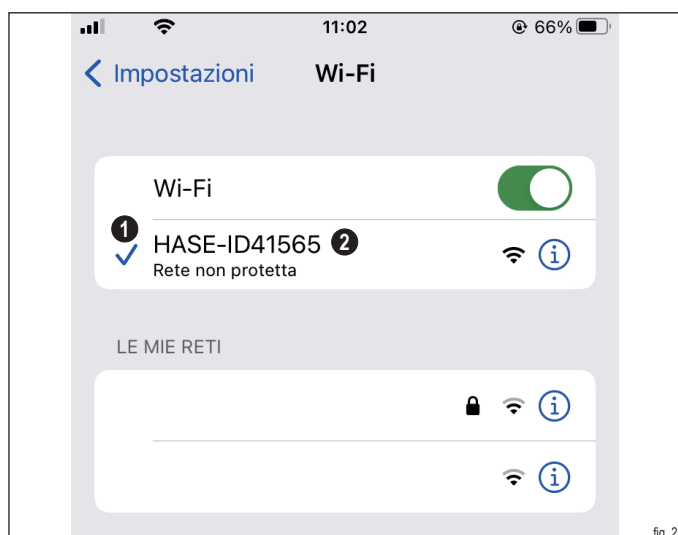 11:02
66%
Impostazioni
Wi-Fi
Wi-Fi
1
HASE-ID41565 2
Rete non protetta
LE MIE RETI
fig. 2